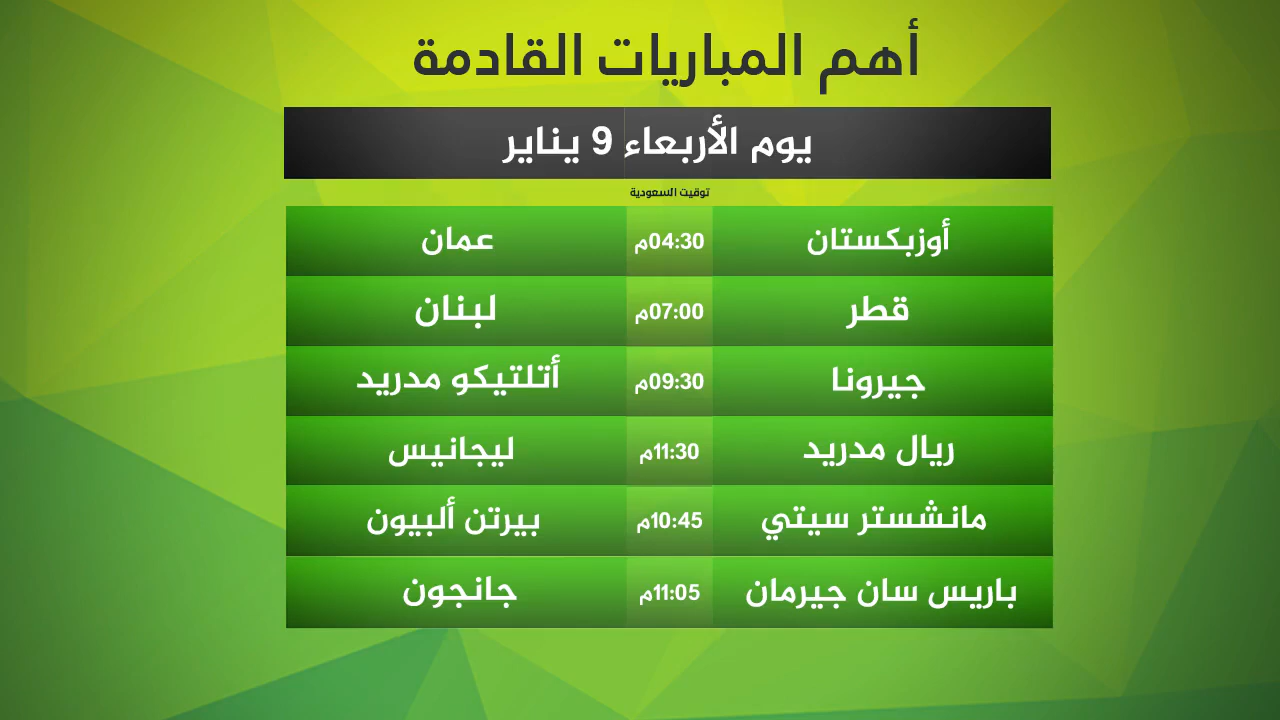 أهم المباريات القادمة
يوم الأربعاء 9 يناير
توقيت السعودية
أوزبكستان 04:30م عمان
قطر 07:00م لبنان
جيرونا 09:30م أتلتيكو مدريد
ريال مدريد 11:30م ليجانيس
مانشستر سيتي 10:45م بيرتن ألبيون
باريس سان جيرمان 11:05م جانجون